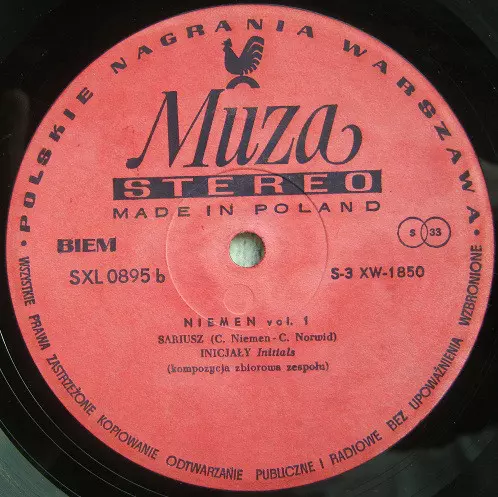 • POLSKIE NAGRANIA WARSZAWA •
Muza
STEREO
MADE IN POLAND
BIEM
S 33
SXL 0895 b
S-3 XW-1850
NIEMEN vol. 1
SARIUSZ (C. Niemen - C. Norwid)
INICJAŁY Initials
(kompozycja zbiorowa zespołu)
WSZYSTKIE PRAWA ZASTRZEŻONE KOPIOWANIE ODTWARZANIE PUBLICZNE I RADIOWE BEZ UPOWAŻNIENIA WZBRONIONE